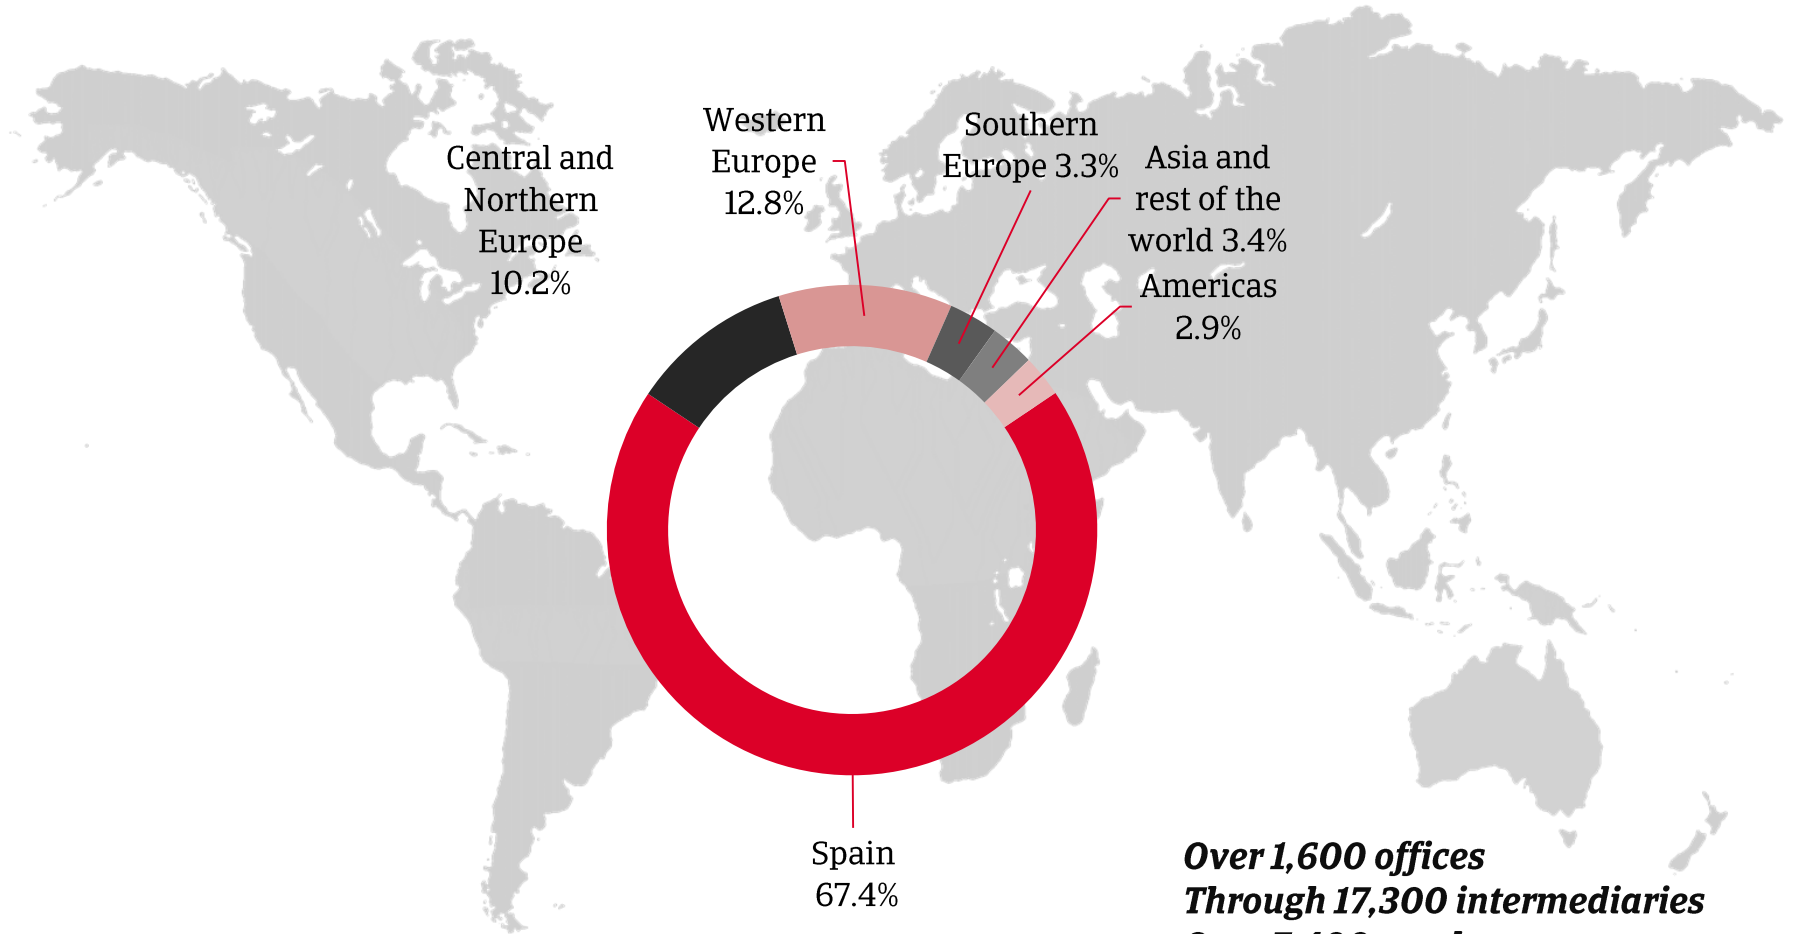 Western
Europe
12.8%
Southern
Europe 3.3%
Central and
Northern
Europe
10.2%
Asia and
rest of the
world 3.4%
Americas
2.9%
Spain
67.4%
Over 1,600 offices
Through 17,300 intermediaries